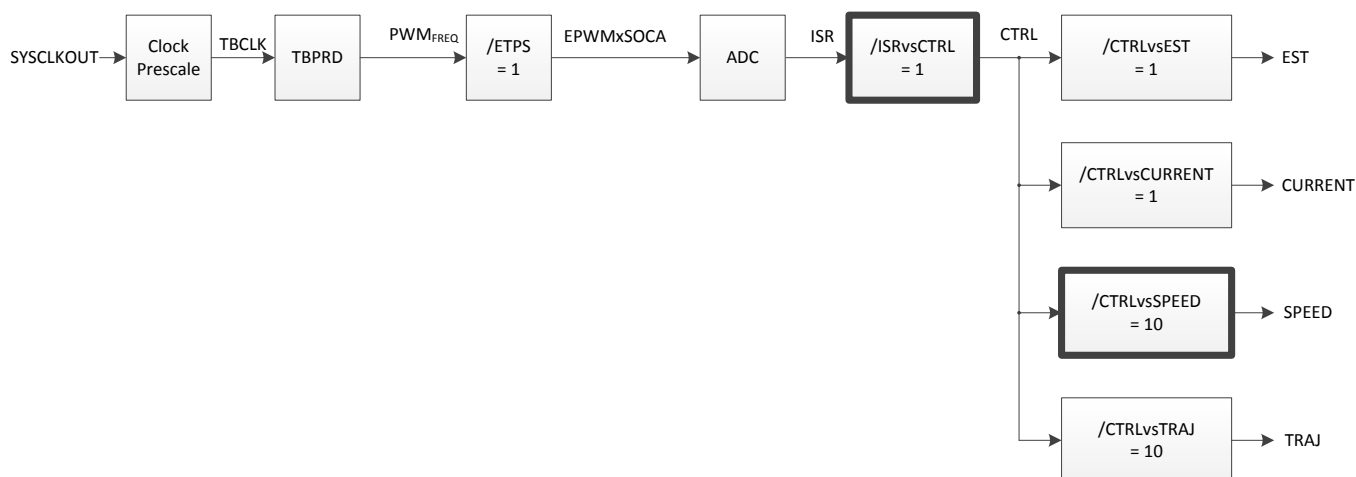 SYSCLKOUT
Clock
Prescale
TBCLK
TBPRD
PWMFREQ
/ETPS
= 1
EPWMxSOCA
ADC
ISR
/ISRvsCTRL
= 1
CTRL
/CTRLvsEST
= 1
EST
/CTRLvsCURRENT
= 1
CURRENT
/CTRLvsSPEED
= 10
SPEED
/CTRLvsTRAJ
= 10
TRAJ